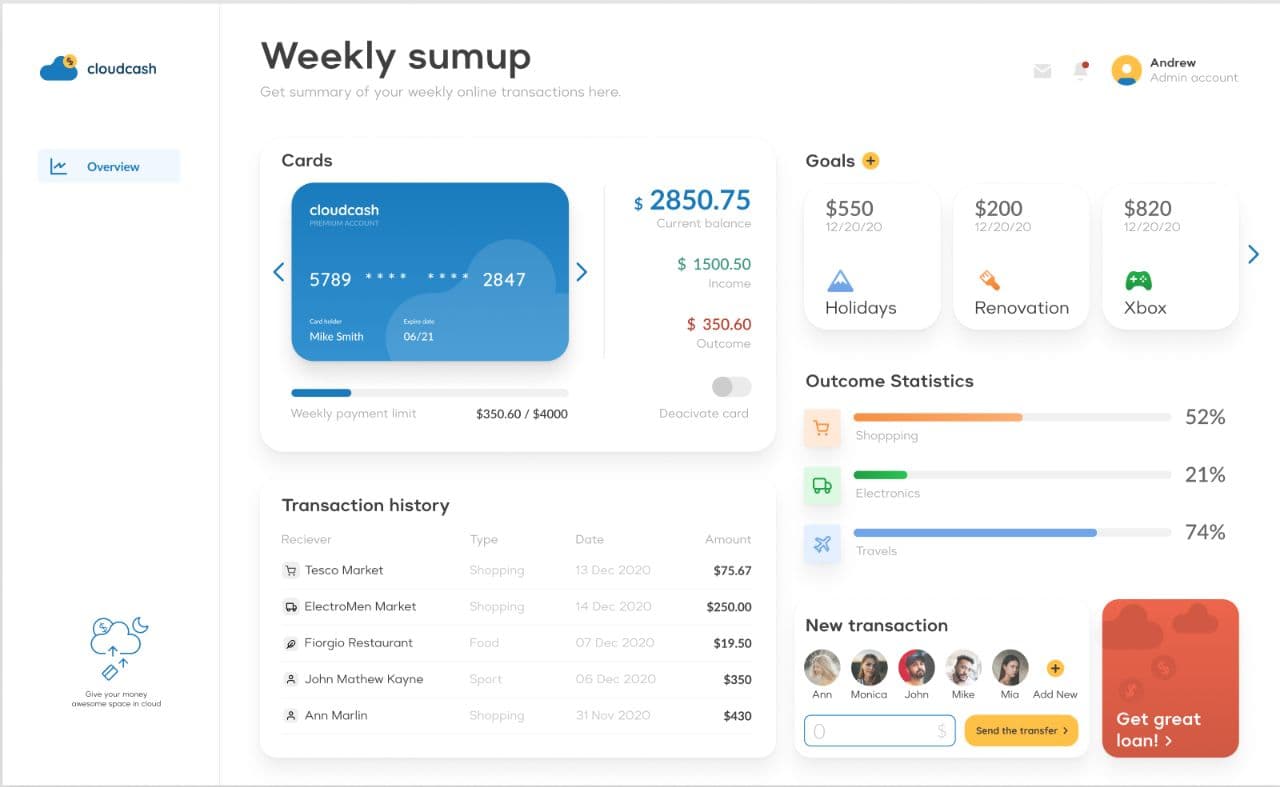 cloudcash
Overview
Give your money
awesome space in cloud
Weekly sumup
Get summary of your weekly online transactions here.
Andrew
Admin account
Cards
cloudcash
PREMIUM ACCOUNT
5789 **** **** 2847
Card holder
Mike Smith
Expire date
06/21
Weekly payment limit
$350.60 / $4000
$ 2850.75
Current balance
$ 1500.50
Income
$ 350.60
Outcome
Deacivate card
Transaction history
Reciever Type Date Amount
Tesco Market Shopping 13 Dec 2020 $75.67
ElectroMen Market Shopping 14 Dec 2020 $250.00
Fiorgio Restaurant Food 07 Dec 2020 $19.50
John Mathew Kayne Sport 06 Dec 2020 $350
Ann Marlin Shopping 31 Nov 2020 $430
Goals +
$550
12/20/20
Holidays
$200
12/20/20
Renovation
$820
12/20/20
Xbox
Outcome Statistics
Shoppping
52%
Electronics
21%
Travels
74%
New transaction
Ann Monica John Mike Mia Add New
0 $
Send the transfer >
Get great
loan! >